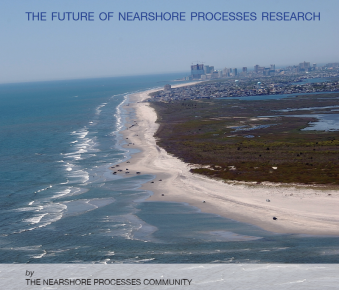 THE FUTURE OF NEARSHORE PROCESSES RESEARCH
by
THE NEARSHORE PROCESSES COMMUNITY